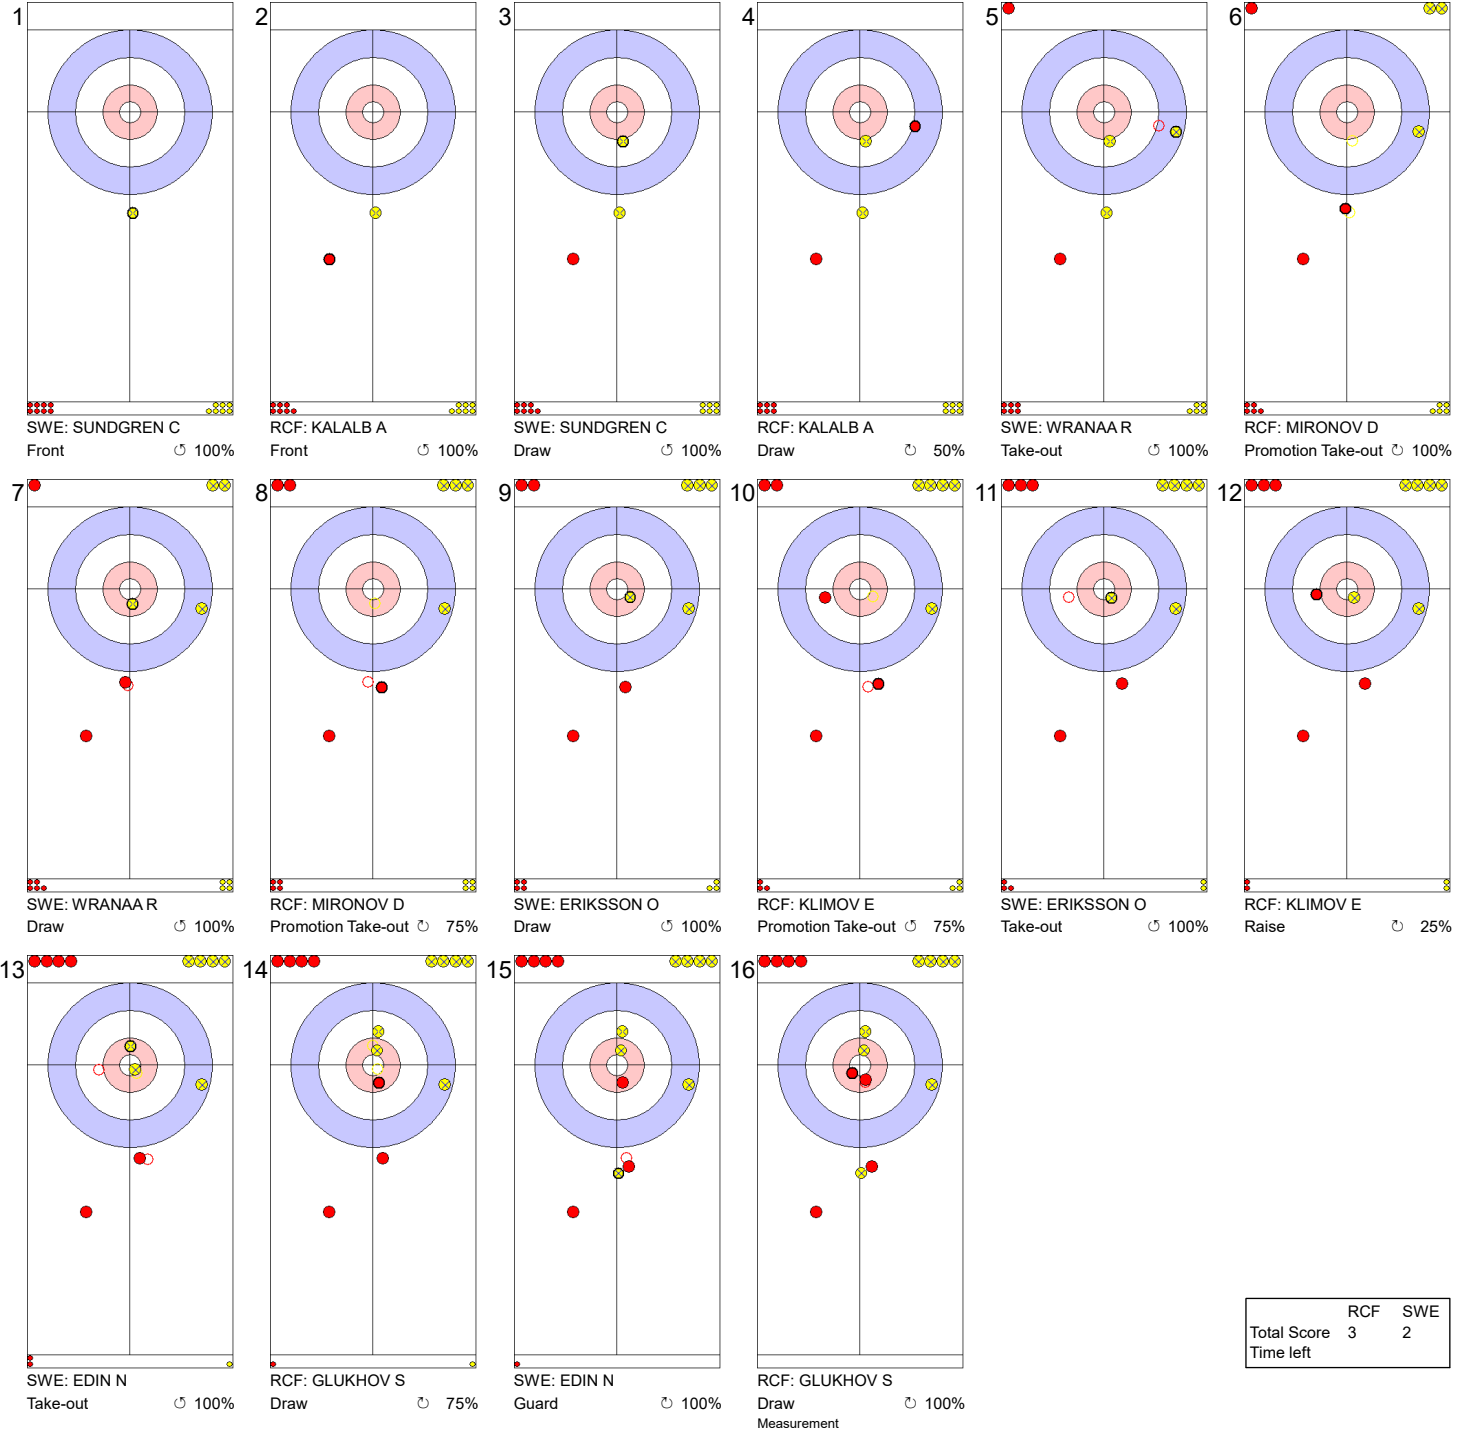 1
SWE: SUNDGREN C
Front ↺ 100%
2
RCF: KALALB A
Front ↺ 100%
3
SWE: SUNDGREN C
Draw ↺ 100%
4
RCF: KALALB A
Draw ↻ 50%
5
SWE: WRANAA R
Take-out ↺ 100%
6
RCF: MIRONOV D
Promotion Take-out ↻ 100%
7
SWE: WRANAA R
Draw ↺ 100%
8
RCF: MIRONOV D
Promotion Take-out ↻ 75%
9
SWE: ERIKSSON O
Draw ↺ 100%
10
RCF: KLIMOV E
Promotion Take-out ↺ 75%
11
SWE: ERIKSSON O
Take-out ↺ 100%
12
RCF: KLIMOV E
Raise ↻ 25%
13
SWE: EDIN N
Take-out ↺ 100%
14
RCF: GLUKHOV S
Draw ↻ 75%
15
SWE: EDIN N
Guard ↻ 100%
16
RCF: GLUKHOV S
Draw ↻ 100%
Measurement
RCF SWE
Total Score 3 2
Time left